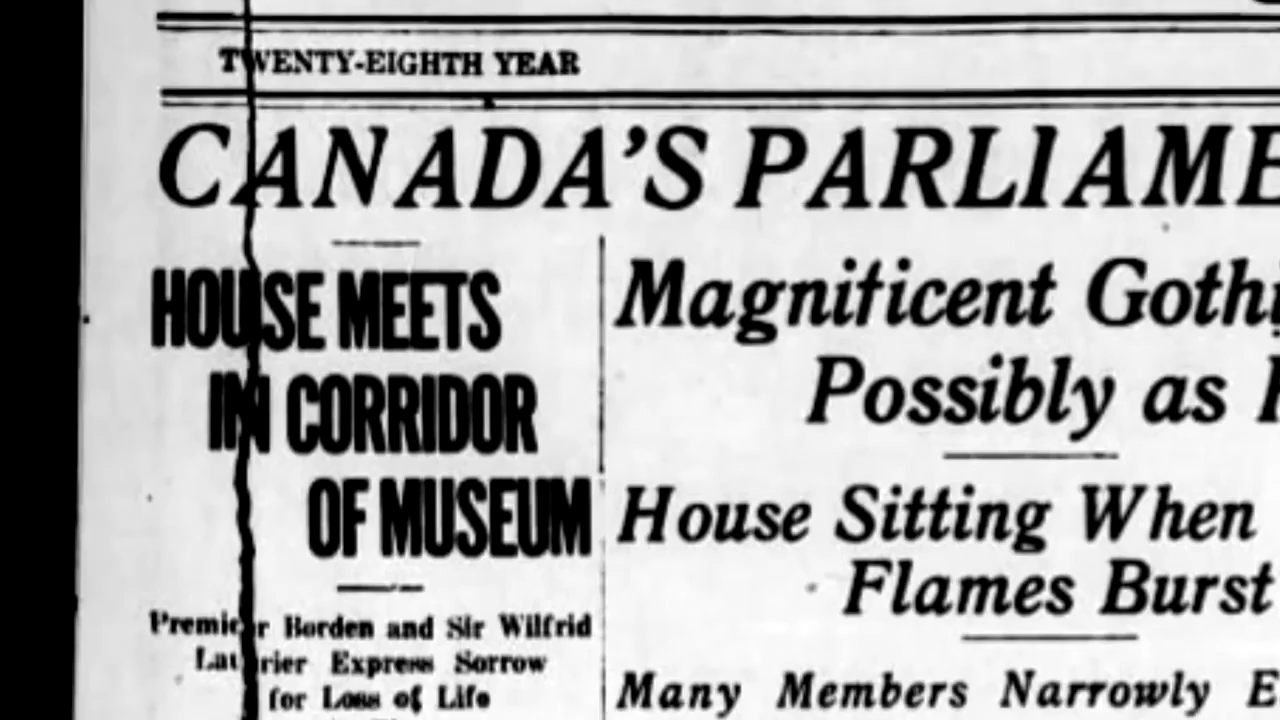 TWENTY-EIGHTH YEAR
CANADA'S PARLIAME
HOUSE MEETS
IN CORRIDOR
OF MUSEUM
Premier Borden and Sir Wilfrid
Laurier Express Sorrow
for Loss of Life
Magnificent Gothi
Possibly as
House Sitting When
Flames Burst
Many Members Narrowly E